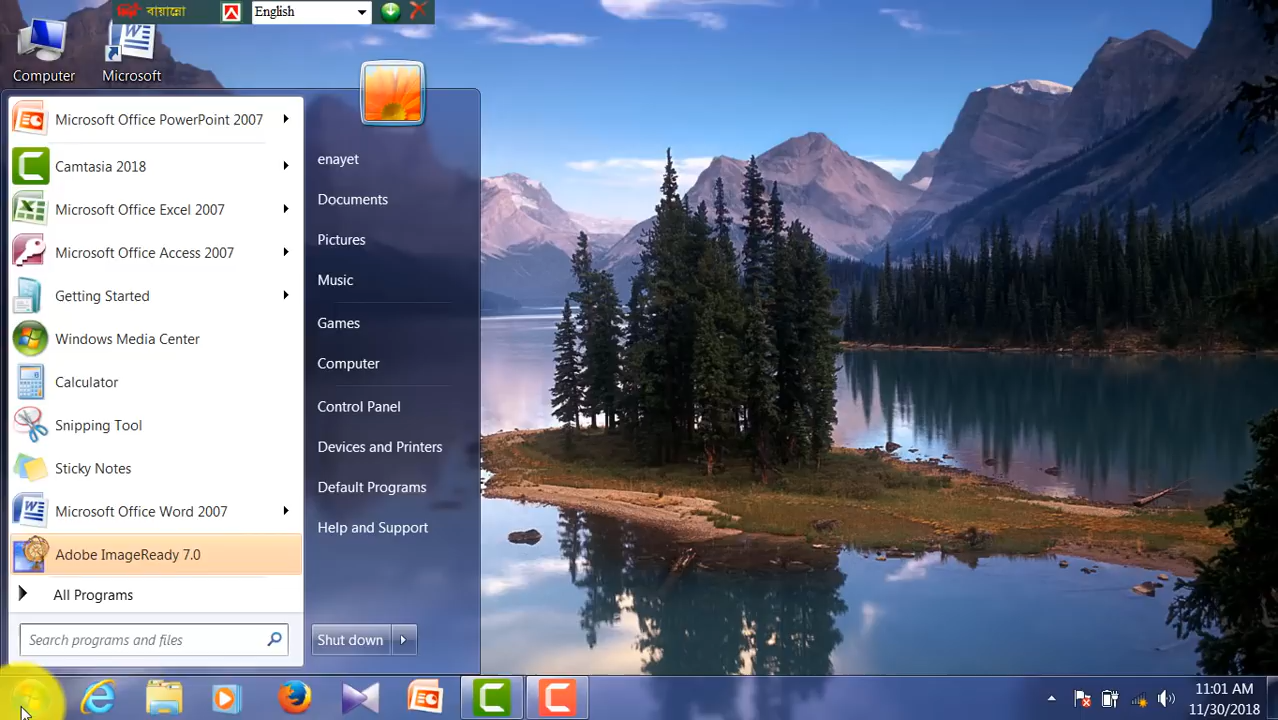 বায়ান্নো
English
Computer
Microsoft
Microsoft Office PowerPoint 2007
Camtasia 2018
Microsoft Office Excel 2007
Microsoft Office Access 2007
Getting Started
Windows Media Center
Calculator
Snipping Tool
Sticky Notes
Microsoft Office Word 2007
Adobe ImageReady 7.0
All Programs
Search programs and files
enayet
Documents
Pictures
Music
Games
Computer
Control Panel
Devices and Printers
Default Programs
Help and Support
Shut down
11:01 AM
11/30/2018